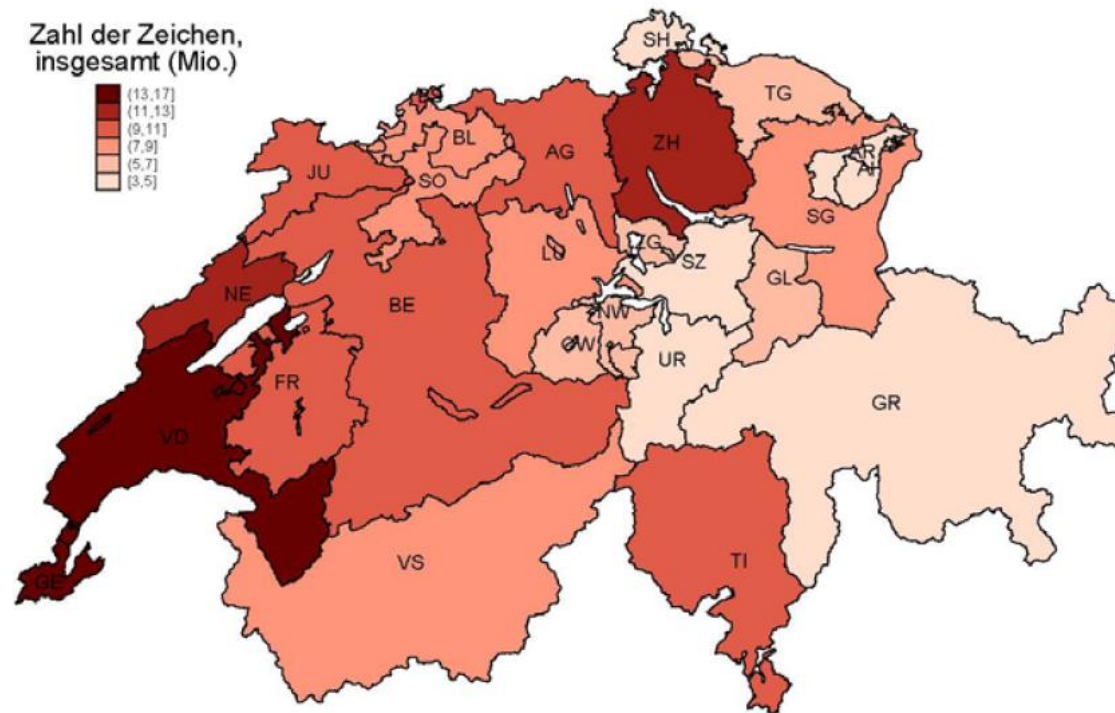 Zahl der Zeichen,
insgesamt (Mio.)
(13,17]
(11,13]
(9,11]
(7,9]
(5,7]
[3,5]
SH
TG
BL
ZH
AG
AR
AI
JU
SO
SG
ZG
LU
SZ
GL
NE
BE
NW
OW
UR
FR
GR
VD
VS
TI
GE